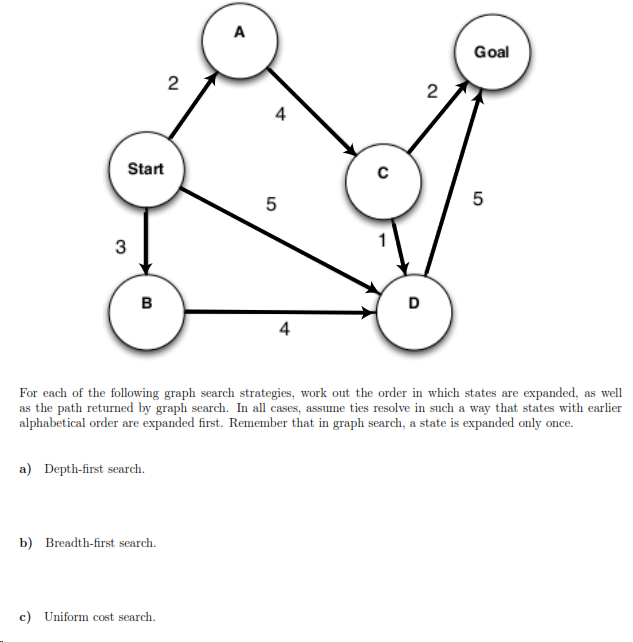 A
Goal
2
2
4
C
Start
5
5
3
1
B
D
4
For each of the following graph search strategies, work out the order in which states are expanded, as well
as the path returned by graph search. In all cases, assume ties resolve in such a way that states with earlier
alphabetical order are expanded first. Remember that in graph search, a state is expanded only once.
a) Depth-first search.
b) Breadth-first search.
c) Uniform cost search.